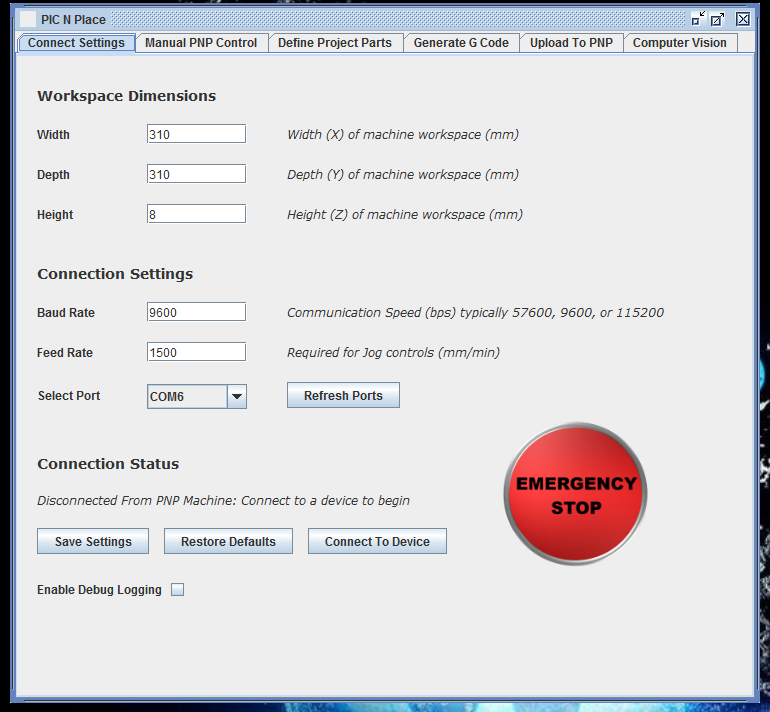 PIC N Place
Connect Settings Manual PNP Control Define Project Parts Generate G Code Upload To PNP Computer Vision
Workspace Dimensions
Width 310 Width (X) of machine workspace (mm)
Depth 310 Depth (Y) of machine workspace (mm)
Height 8 Height (Z) of machine workspace (mm)
Connection Settings
Baud Rate 9600 Communication Speed (bps) typically 57600, 9600, or 115200
Feed Rate 1500 Required for Jog controls (mm/min)
Select Port COM6 Refresh Ports
Connection Status
Disconnected From PNP Machine: Connect to a device to begin
EMERGENCY
STOP
Save Settings Restore Defaults Connect To Device
Enable Debug Logging